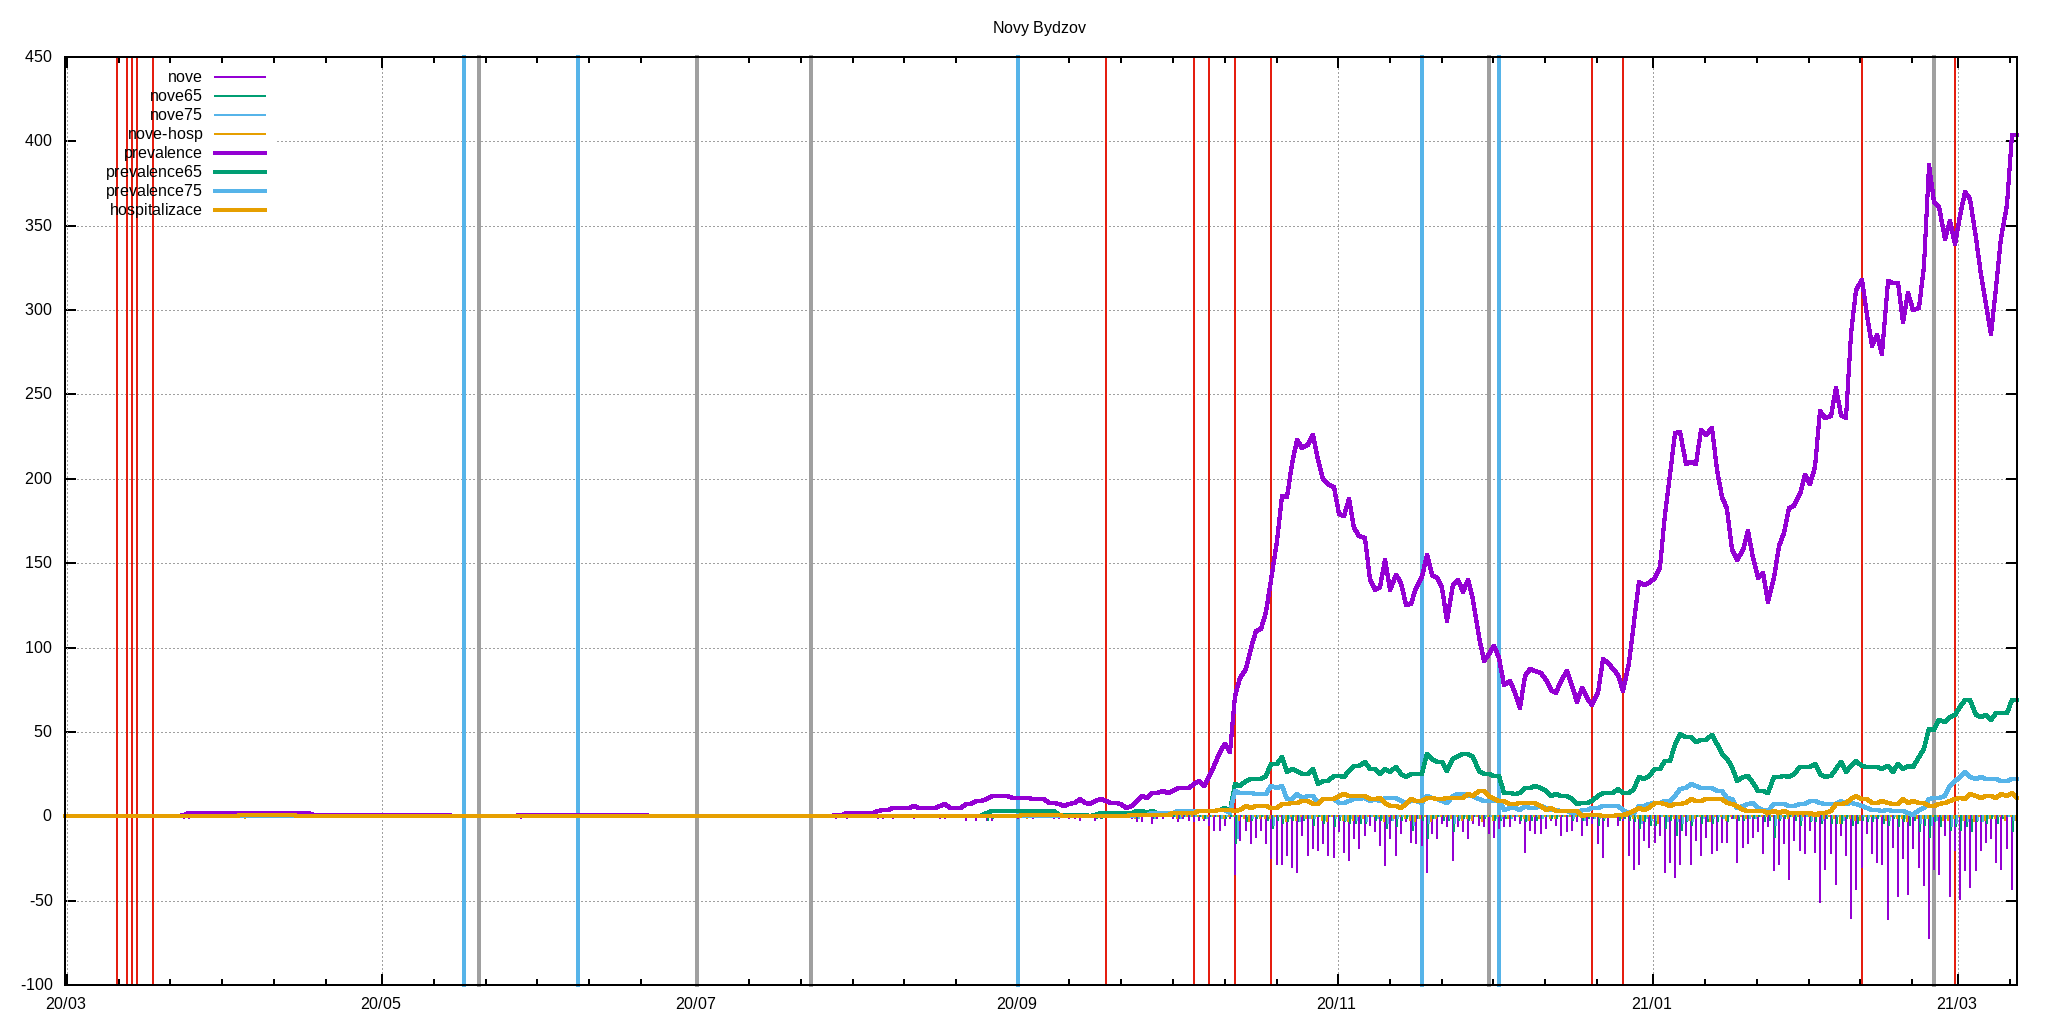 Novy Bydzov
450
400
350
300
250
200
150
100
50
0
-50
-100
nove
nove65
nove75
nove-hosp
prevalence
prevalence65
prevalence75
hospitalizace
20/03 20/05 20/07 20/09 20/11 21/01 21/03